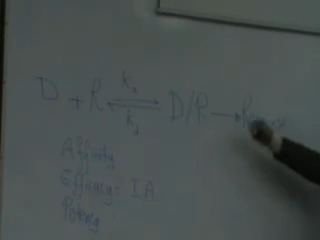 D + R ⇌ D/R → R
k₁
k₂
Affinity
Efficacy = IA
Potency